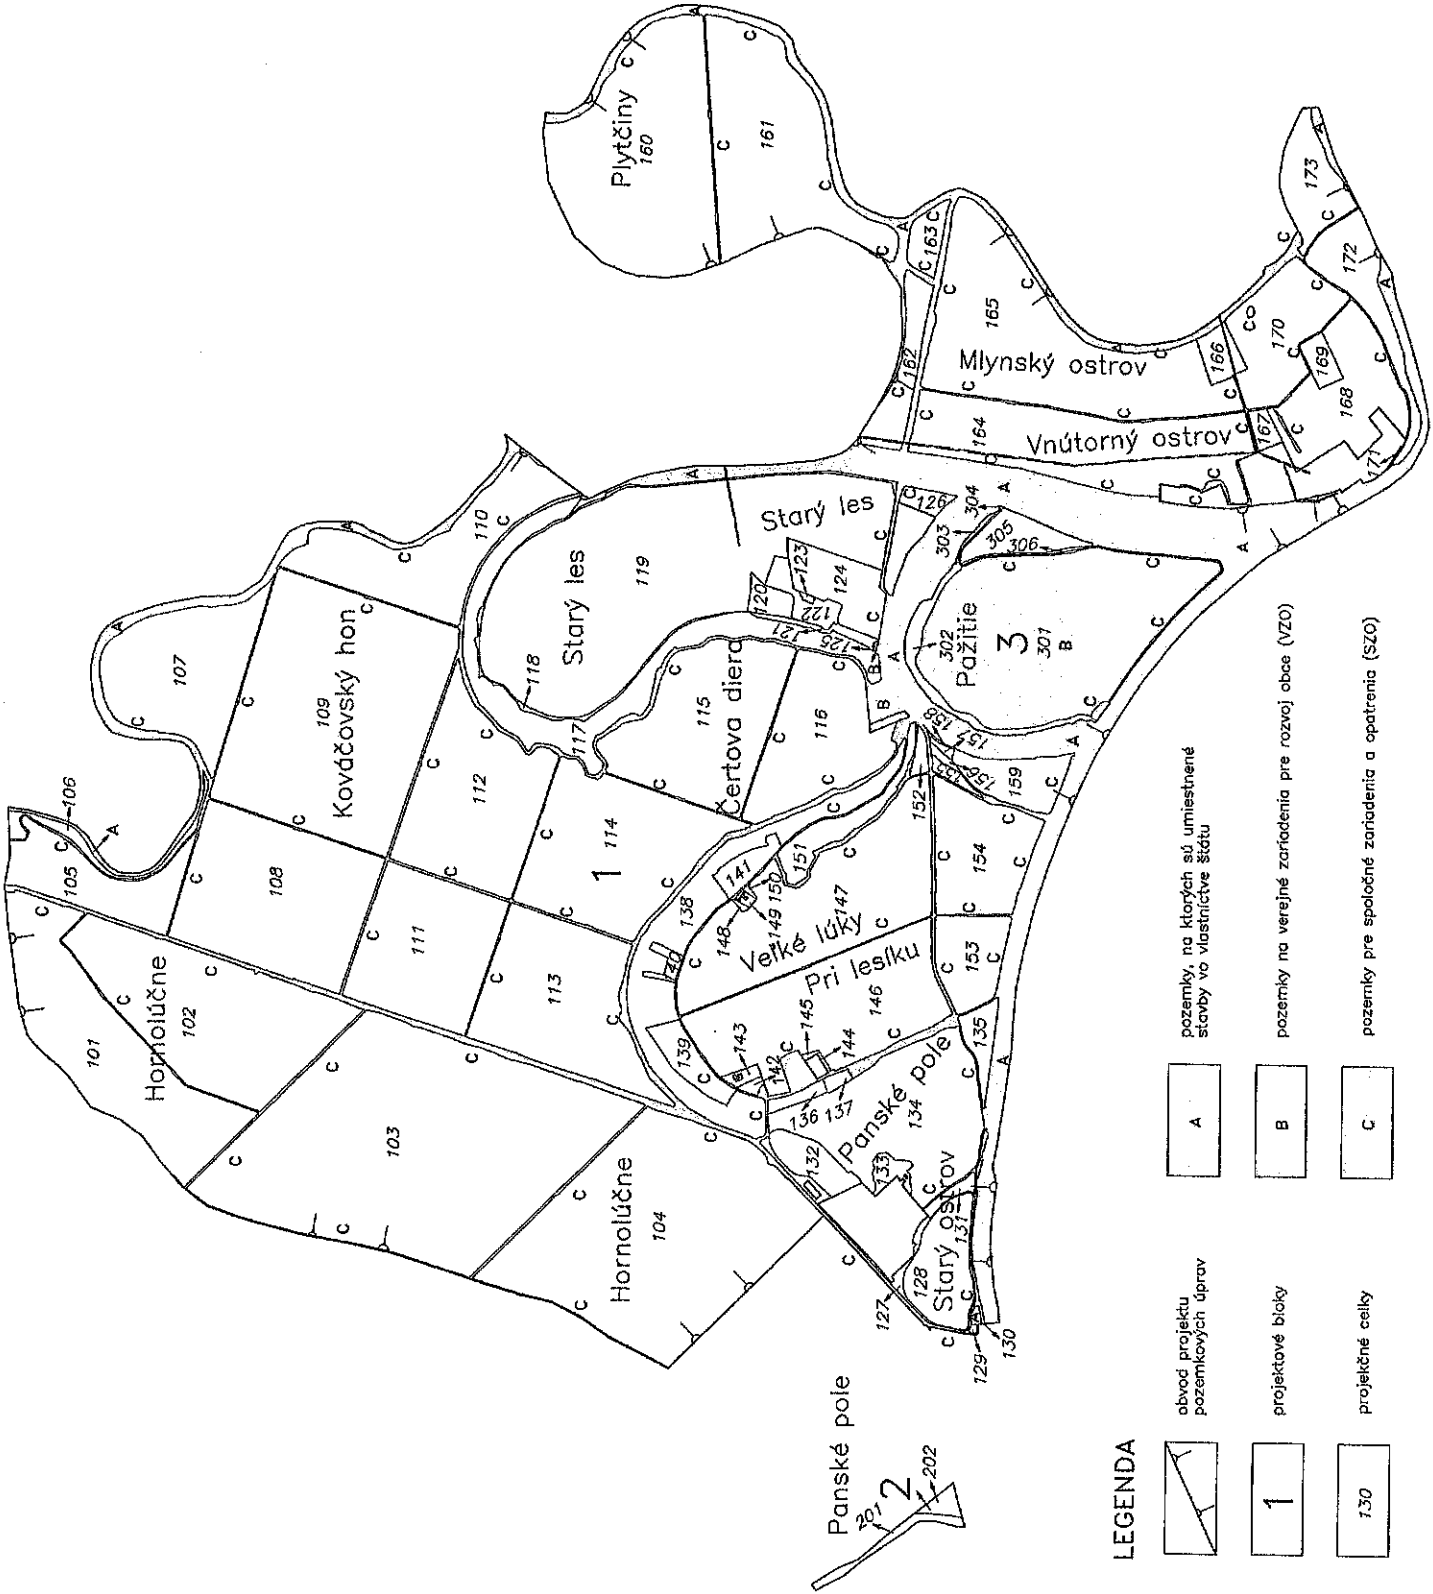 Plytčiny
160
161
C
A
107
106
105
Kováčovský hon
109
108
110
112
111
114
1
113
Hornolúčne
101
102
103
Hornolúčne
104
Starý les
119
118
117
Starý les
120
121
122
123
124
125
126
Čertova diera
115
116
B
162
163
164
165
Mlynský ostrov
Vnútorný ostrov
166
167
168
169
170
171
172
173
Pažitie
3
301
B
302
303
304
305
306
138
139
140
141
Veľké lúky
147
148
149
150
151
152
Pri lesíku
146
145
144
143
142
153
154
155
156
157
158
159
Panské pole
134
135
136
137
132
133
Starý ostrov
131
128
127
129
130
Panské pole
2
201
202
LEGENDA
obvod projektu
pozemkových úprav
1
projektové bloky
130
projekčné celky
A
pozemky, na ktorých sú umiestnené
stavby vo vlastníctve štátu
B
pozemky na verejné zariadenia pre rozvoj obce (VZO)
C
pozemky pre spoločné zariadenia a opatrenia (SZO)